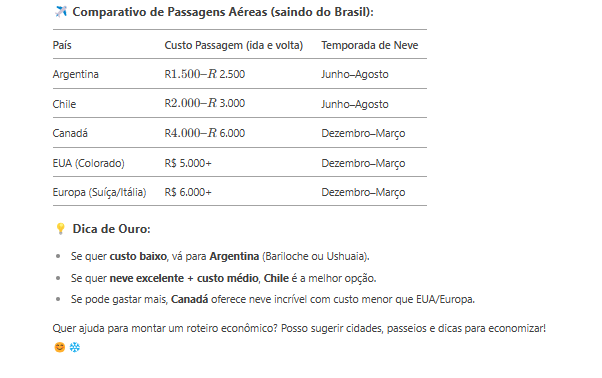 ✈️ Comparativo de Passagens Aéreas (saindo do Brasil):
País Custo Passagem (ida e volta) Temporada de Neve
Argentina R1.500–R 2.500 Junho–Agosto
Chile R2.000–R 3.000 Junho–Agosto
Canadá R4.000–R 6.000 Dezembro–Março
EUA (Colorado) R$ 5.000+ Dezembro–Março
Europa (Suíça/Itália) R$ 6.000+ Dezembro–Março
💡 Dica de Ouro:
• Se quer custo baixo, vá para Argentina (Bariloche ou Ushuaia).
• Se quer neve excelente + custo médio, Chile é a melhor opção.
• Se pode gastar mais, Canadá oferece neve incrível com custo menor que EUA/Europa.
Quer ajuda para montar um roteiro econômico? Posso sugerir cidades, passeios e dicas para economizar!
😊❄️